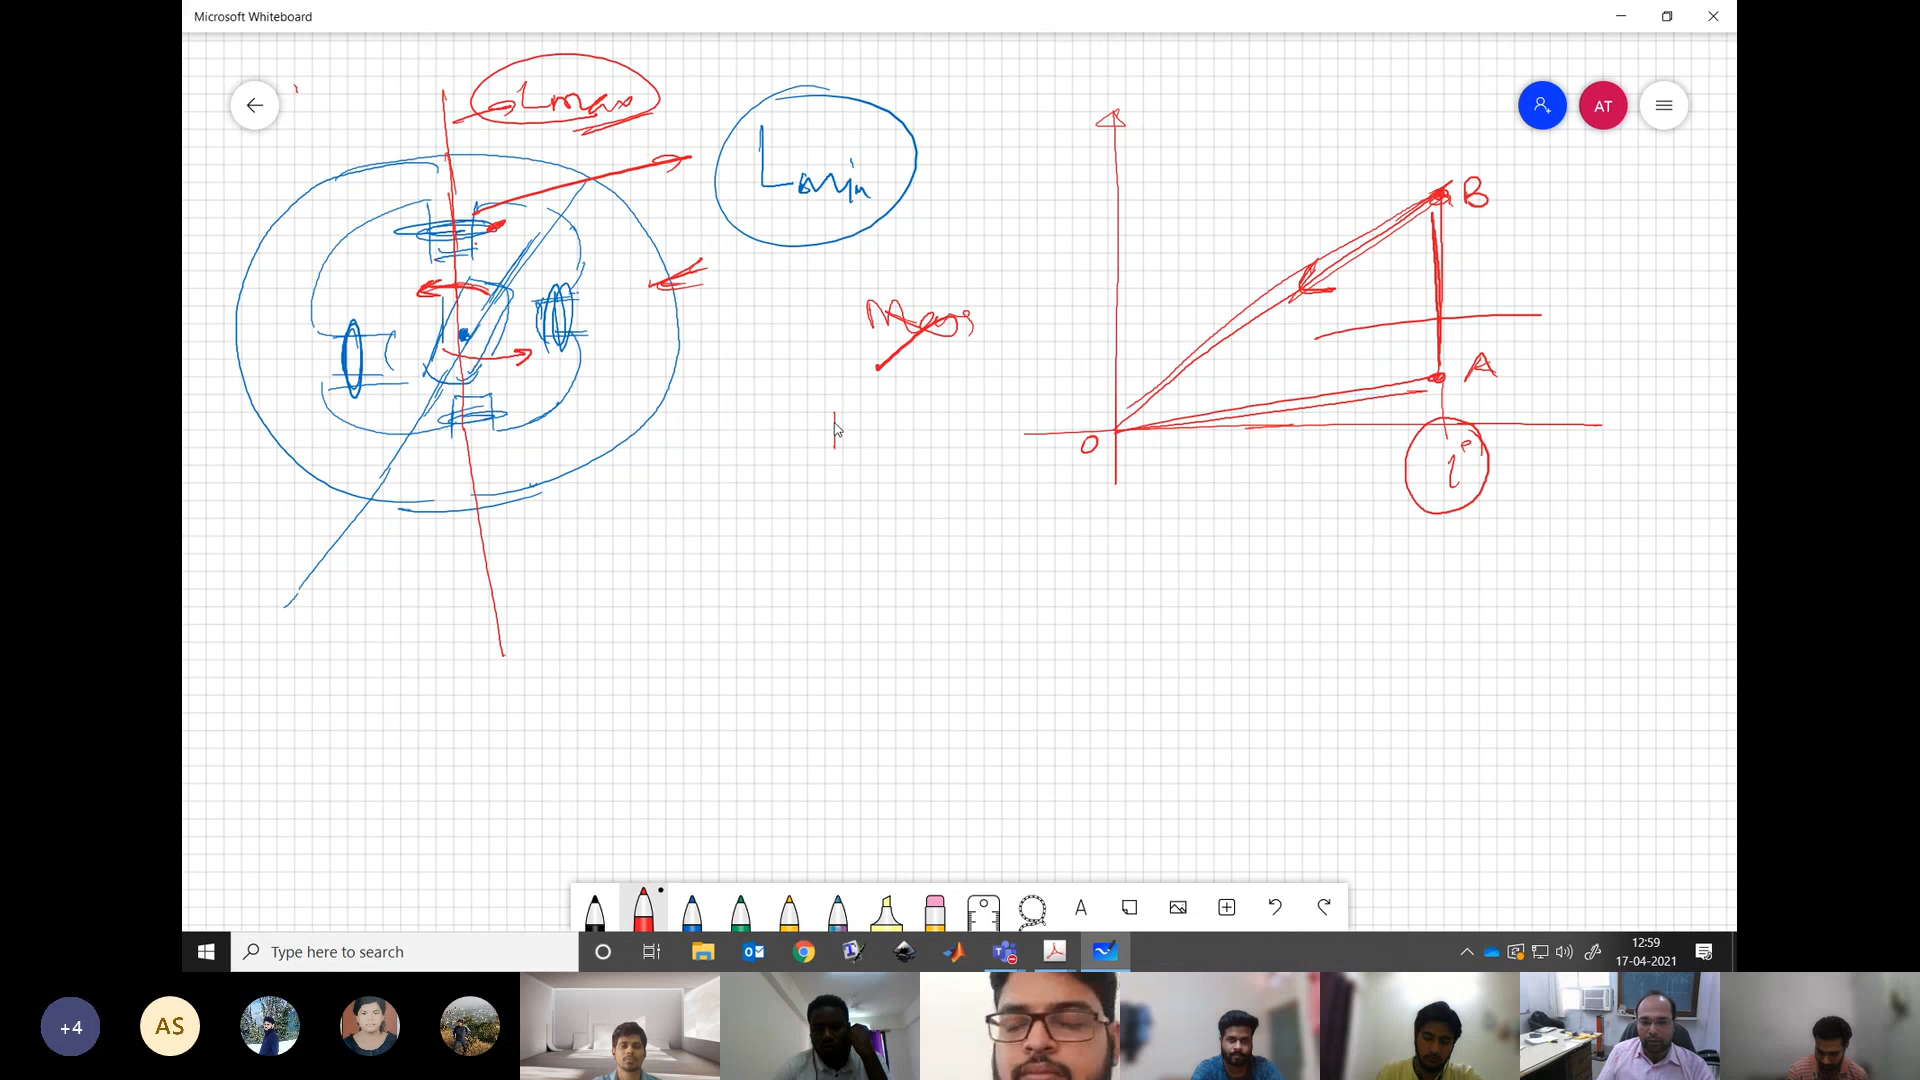 Microsoft Whiteboard
AT
Lmax
Lmin
B
A
O
i
A
Type here to search
12:59
17-04-2021
+4
AS